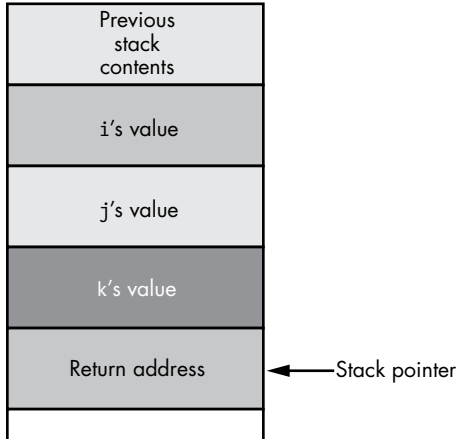 Previous
stack
contents
i's value
j's value
k's value
Return address
Stack pointer